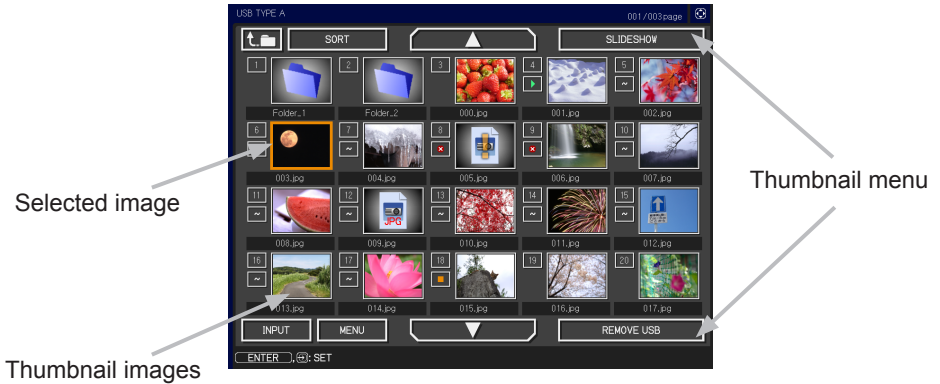 USB TYPE A 001/003page
SORT SLIDESHOW
1 2 3 4 5
Folder_1 Folder_2 000.jpg 001.jpg 002.jpg
6 7 8 9 10
003.jpg 004.jpg 005.jpg 006.jpg 007.jpg
Selected image
Thumbnail menu
11 12 13 14 15
JPG
008.jpg 009.jpg 010.jpg 011.jpg 012.jpg
16 17 18 19 20
013.jpg 014.jpg 015.jpg 016.jpg 017.jpg
INPUT MENU REMOVE USB
ENTER , : SET
Thumbnail images